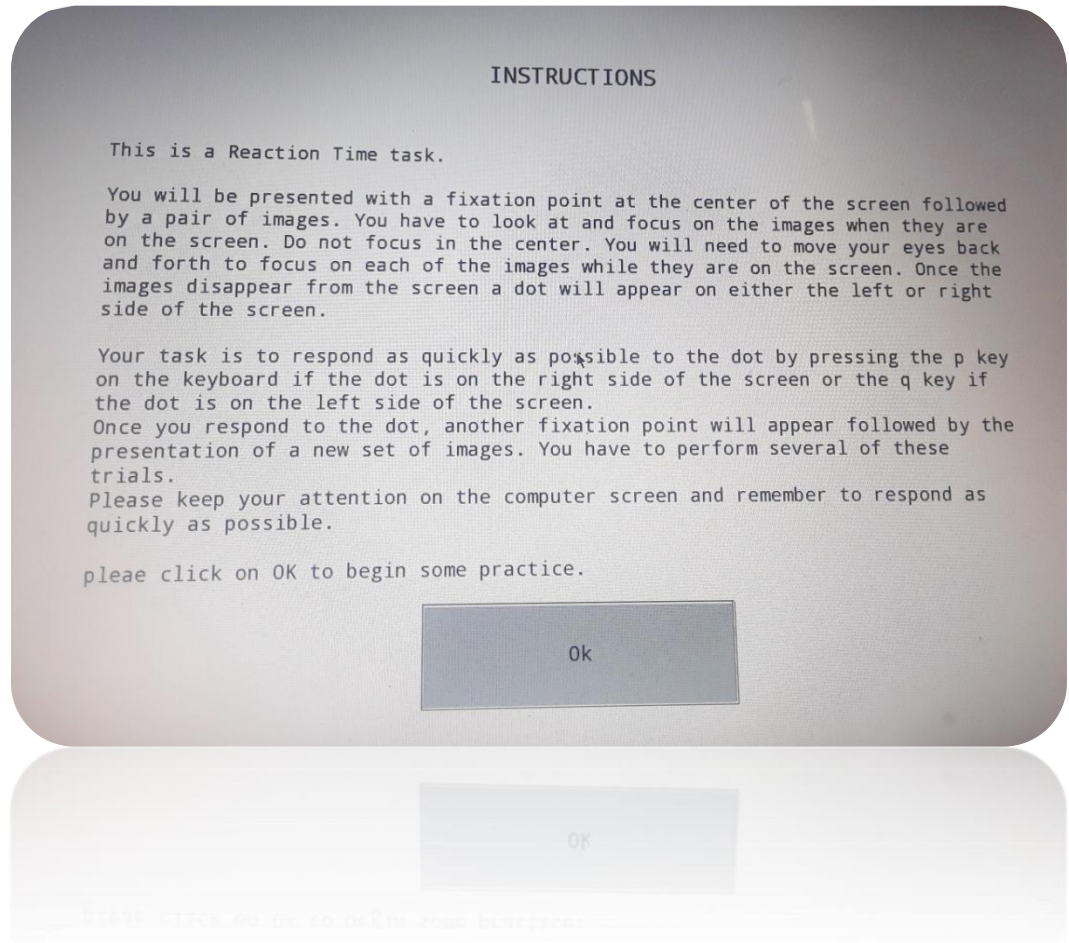 INSTRUCTIONS
This is a Reaction Time task.
You will be presented with a fixation point at the center of the screen followed
by a pair of images. You have to look at and focus on the images when they are
on the screen. Do not focus in the center. You will need to move your eyes back
and forth to focus on each of the images while they are on the screen. Once the
images disappear from the screen a dot will appear on either the left or right
side of the screen.
Your task is to respond as quickly as possible to the dot by pressing the p key
on the keyboard if the dot is on the right side of the screen or the q key if
the dot is on the left side of the screen.
Once you respond to the dot, another fixation point will appear followed by the
presentation of a new set of images. You have to perform several of these
trials.
Please keep your attention on the computer screen and remember to respond as
quickly as possible.
pleae click on OK to begin some practice.
Ok